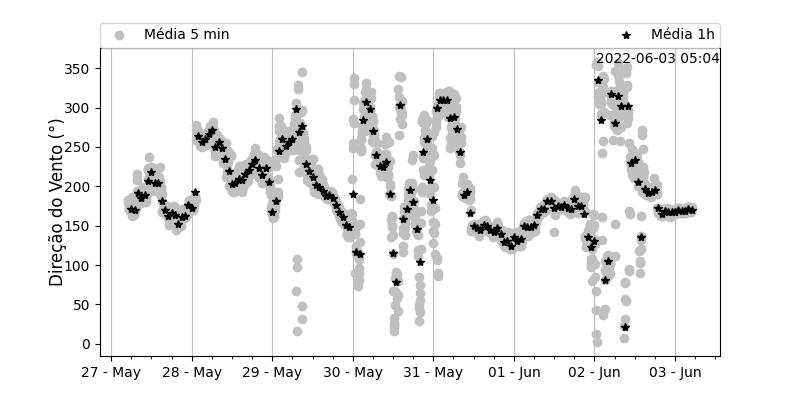 Média 5 min
Média 1h
2022-06-03 05:04
Direção do Vento (°)
350
300
250
200
150
100
50
0
27 - May
28 - May
29 - May
30 - May
31 - May
01 - Jun
02 - Jun
03 - Jun